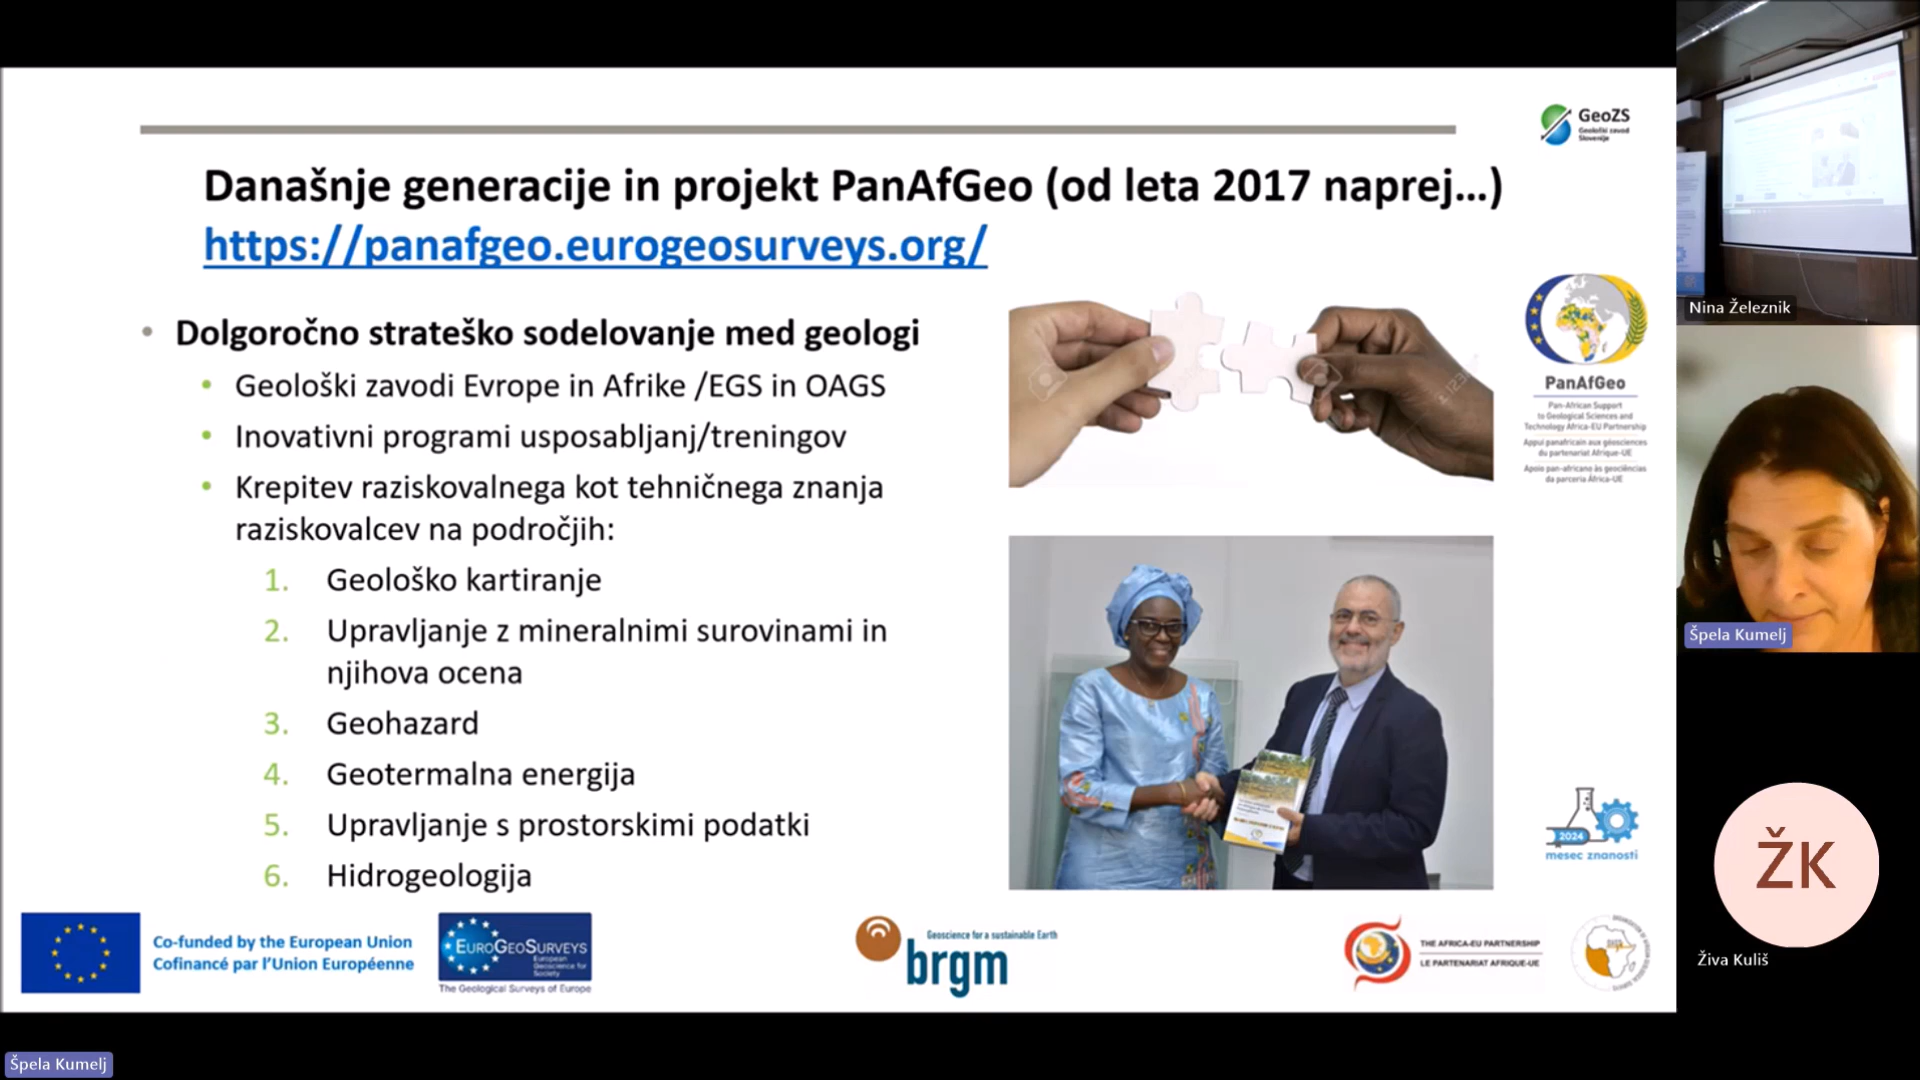 GeoZS
Geološki zavod
Slovenije
Današnje generacije in projekt PanAfGeo (od leta 2017 naprej…)
https://panafgeo.eurogeosurveys.org/
• Dolgoročno strateško sodelovanje med geologi
• Geološki zavodi Evrope in Afrike /EGS in OAGS
• Inovativni programi usposabljanj/treningov
• Krepitev raziskovalnega kot tehničnega znanja
raziskovalcev na področjih:
1. Geološko kartiranje
2. Upravljanje z mineralnimi surovinami in
njihova ocena
3. Geohazard
4. Geotermalna energija
5. Upravljanje s prostorskimi podatki
6. Hidrogeologija
PanAfGeo
Pan-African Support
to Geological Sciences and
Technology Africa-EU Partnership
Appui panafricain aux géosciences
du partenariat Afrique-UE
Apoio pan-africano às geociências
da parceria África-UE
2024
mesec znanosti
Co-funded by the European Union
Cofinancé par l'Union Européenne
EUROGEOSURVEYS
European
Geoscience for
Society
The Geological Surveys of Europe
Geoscience for a sustainable Earth
brgm
THE AFRICA-EU PARTNERSHIP
LE PARTENARIAT AFRIQUE-UE
Nina Železnik
Špela Kumelj
ŽK
Živa Kuliš
Špela Kumelj